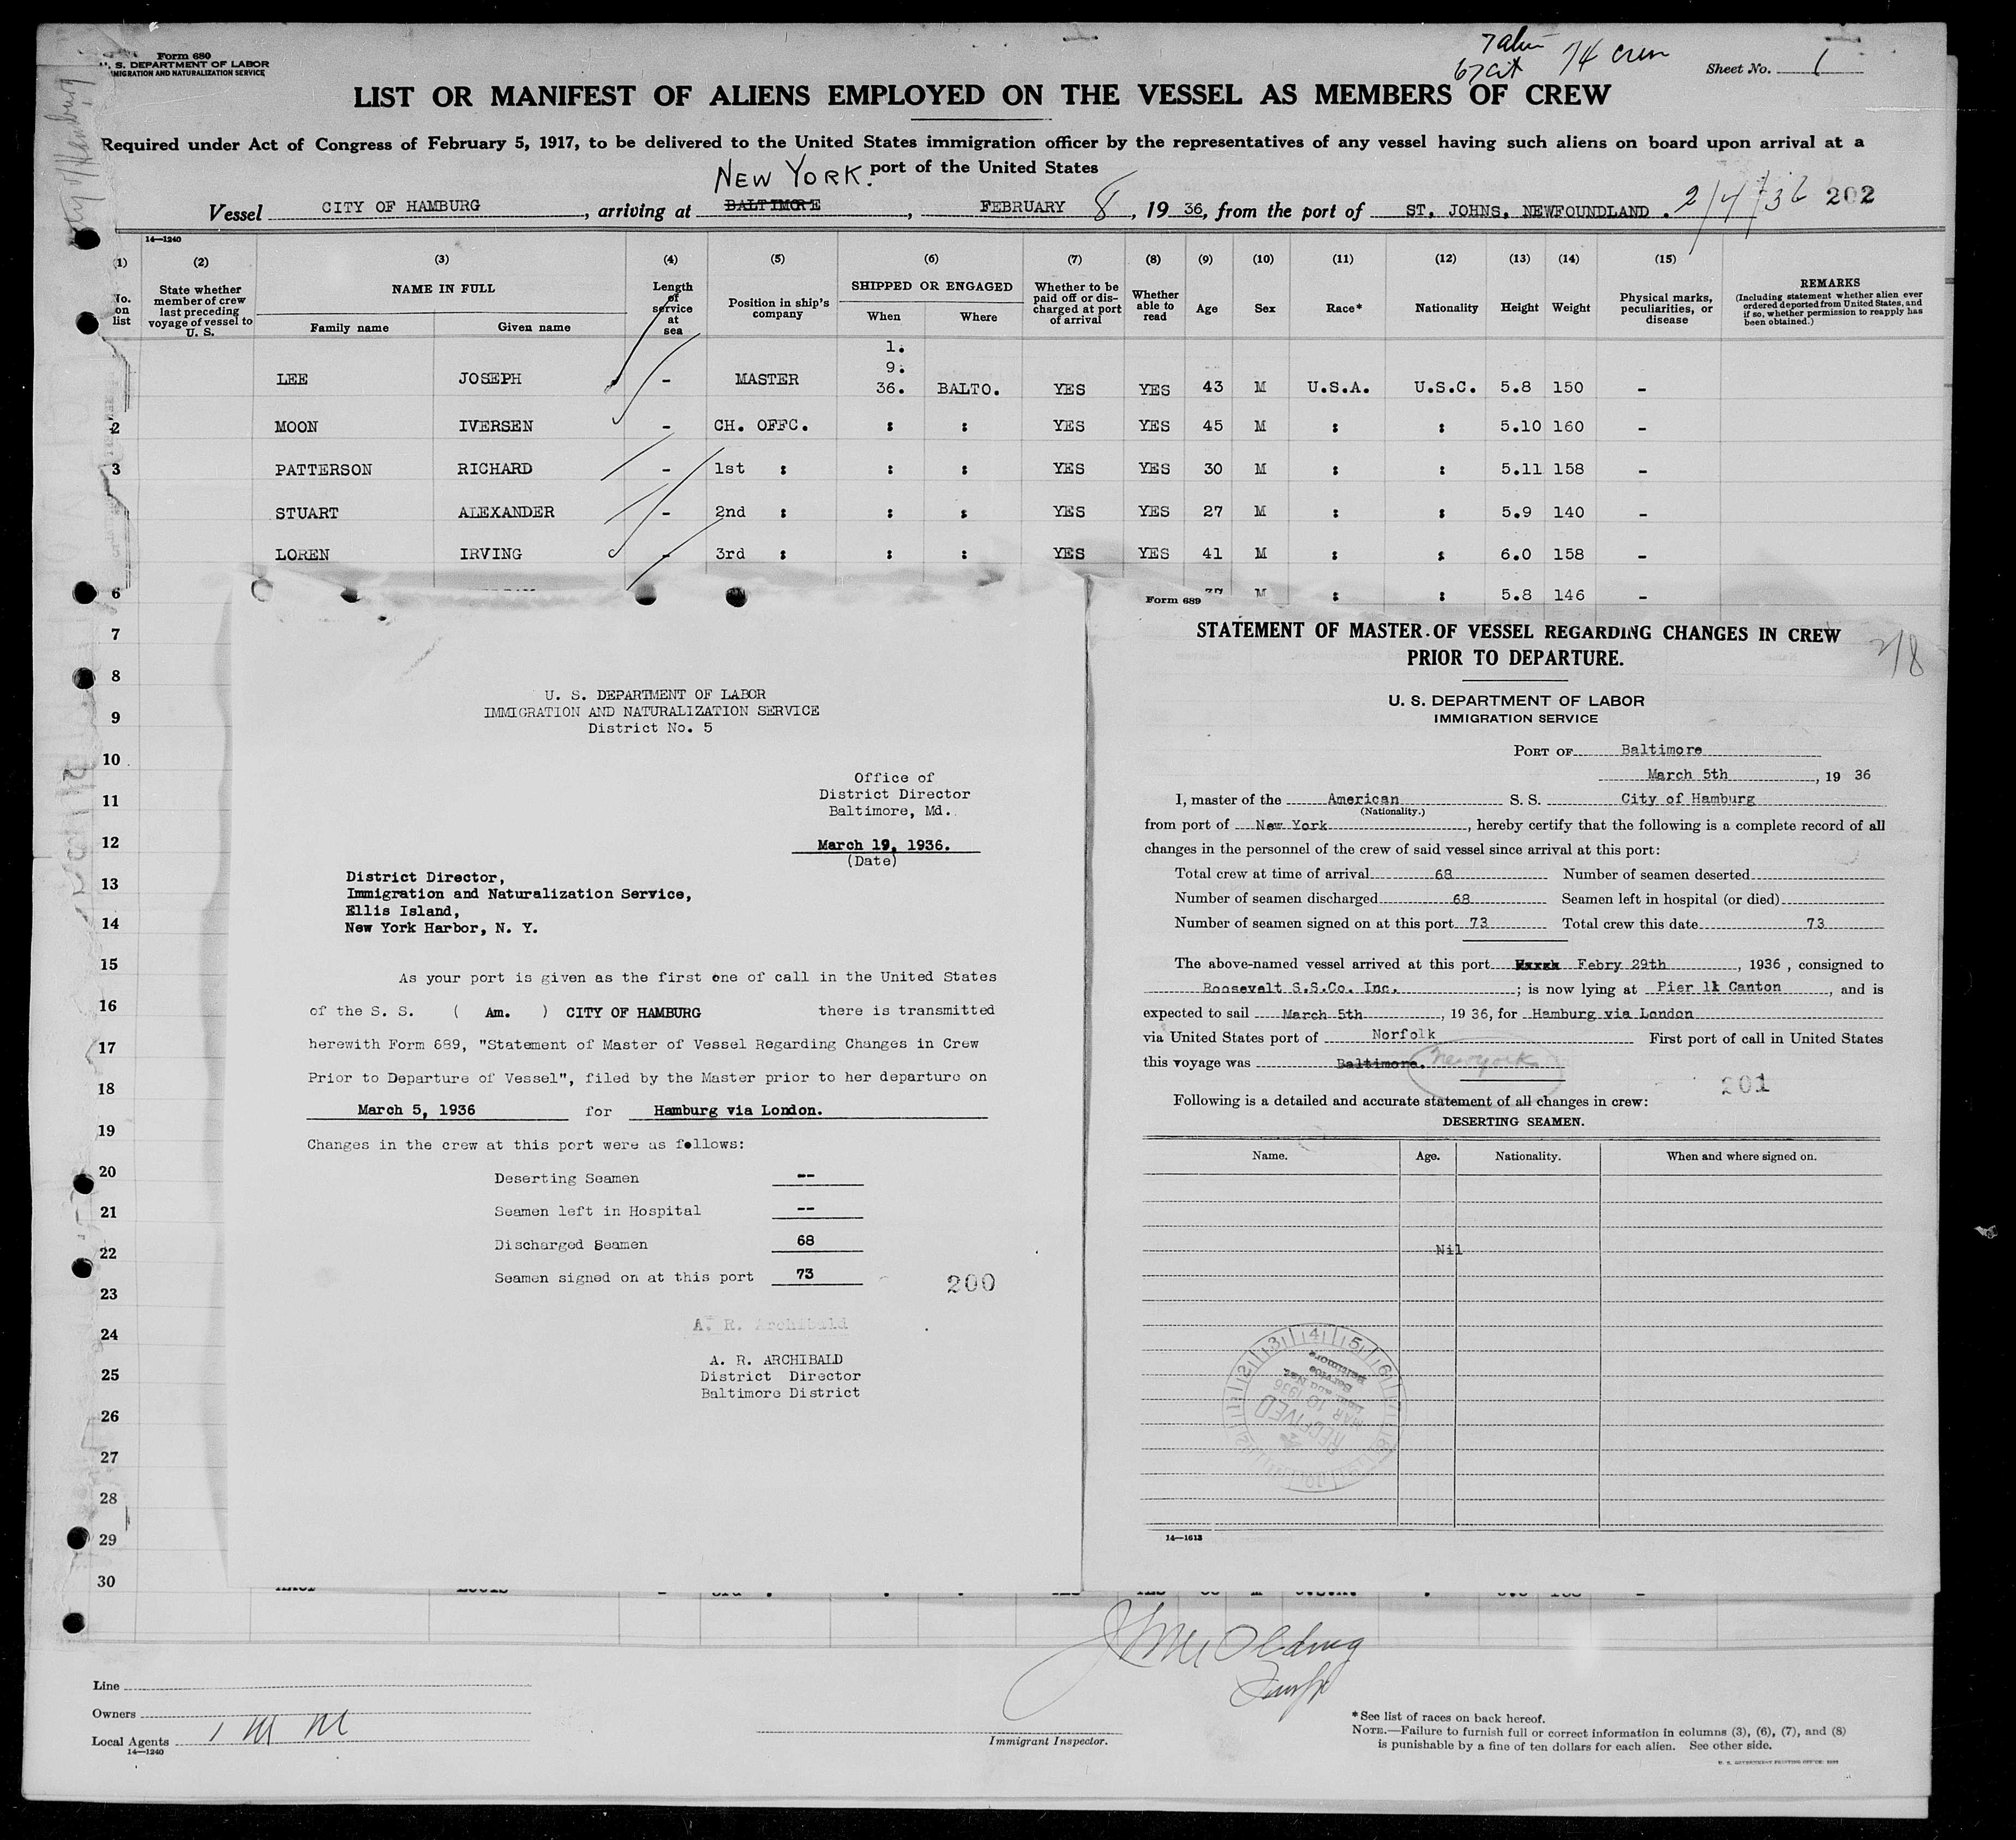 Form 680
U. S. DEPARTMENT OF LABOR
IMMIGRATION AND NATURALIZATION SERVICE
7 alien
67 cit 74 crew
Sheet No. 1
LIST OR MANIFEST OF ALIENS EMPLOYED ON THE VESSEL AS MEMBERS OF CREW
Required under Act of Congress of February 5, 1917, to be delivered to the United States immigration officer by the representatives of any vessel having such aliens on board upon arrival at a
port of the United States
NEW YORK.
Vessel CITY OF HAMBURG, arriving at BALTIMORE, FEBRUARY 8, 19 36, from the port of ST. JOHNS, NEWFOUNDLAND. 2/4/36 202
14—1240
(1) (2) (3) (4) (5) (6) (7) (8) (9) (10) (11) (12) (13) (14) (15)
No. on list
State whether member of crew last preceding voyage of vessel to U. S.
NAME IN FULL
Family name Given name
Length of service at sea
Position in ship's company
SHIPPED OR ENGAGED
When Where
Whether to be paid off or discharged at port of arrival
Whether able to read
Age Sex Race* Nationality Height Weight
Physical marks, peculiarities, or disease
REMARKS
(Including statement whether alien ever ordered deported from United States, and if so, whether permission to reapply has been obtained.)
LEE JOSEPH - MASTER 1. 9. 36. BALTO. YES YES 43 M U.S.A. U.S.C. 5.8 150 -
2 MOON IVERSEN - CH. OFFC. : : YES YES 45 M : : 5.10 160 -
3 PATTERSON RICHARD - 1st : : : YES YES 30 M : : 5.11 158 -
STUART ALEXANDER - 2nd : : : YES YES 27 M : : 5.9 140 -
LOREN IRVING - 3rd : : : YES YES 41 M : : 6.0 158 -
6 M : : 5.8 146 -
7
8
9
10
11
12
13
14
15
16
17
18
19
20
21
22
23
24
25
26
27
28
29
30
U. S. DEPARTMENT OF LABOR
IMMIGRATION AND NATURALIZATION SERVICE
District No. 5
Office of
District Director
Baltimore, Md.
March 19, 1936.
(Date)
District Director,
Immigration and Naturalization Service,
Ellis Island,
New York Harbor, N. Y.
As your port is given as the first one of call in the United States
of the S. S. ( Am. ) CITY OF HAMBURG there is transmitted
herewith Form 689, "Statement of Master of Vessel Regarding Changes in Crew
Prior to Departure of Vessel", filed by the Master prior to her departure on
March 5, 1936 for Hamburg via London.
Changes in the crew at this port were as follows:
Deserting Seamen --
Seamen left in Hospital --
Discharged Seamen 68
Seamen signed on at this port 73
200
A. R. Archibald
A. R. ARCHIBALD
District Director
Baltimore District
Form 689
STATEMENT OF MASTER OF VESSEL REGARDING CHANGES IN CREW
PRIOR TO DEPARTURE.
2/8
U. S. DEPARTMENT OF LABOR
IMMIGRATION SERVICE
PORT OF Baltimore
March 5th, 19 36
I, master of the American S. S. City of Hamburg
(Nationality.)
from port of New York, hereby certify that the following is a complete record of all
changes in the personnel of the crew of said vessel since arrival at this port:
Total crew at time of arrival 68 Number of seamen deserted
Number of seamen discharged 68 Seamen left in hospital (or died)
Number of seamen signed on at this port 73 Total crew this date 73
The above-named vessel arrived at this port March Febry 29th, 1936, consigned to
Roosevelt S.S.Co. Inc.; is now lying at Pier 11 Canton, and is
expected to sail March 5th, 19 36, for Hamburg via London
via United States port of Norfolk First port of call in United States
this voyage was Baltimore. New York
201
Following is a detailed and accurate statement of all changes in crew:
DESERTING SEAMEN.
Name. Age. Nationality. When and where signed on.
Nil
RECEIVED
MAR 1936
Baltimore
14—1613
Line
Owners
Local Agents I M M
14—1240
Immigrant Inspector.
*See list of races on back hereof.
NOTE.—Failure to furnish full or correct information in columns (3), (6), (7), and (8)
is punishable by a fine of ten dollars for each alien. See other side.